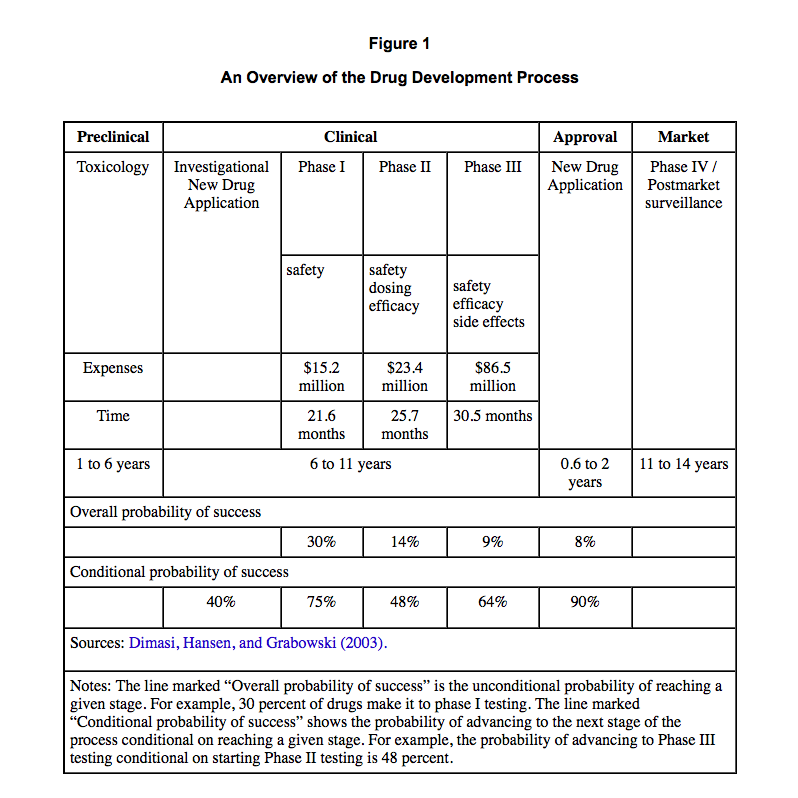 Figure 1
An Overview of the Drug Development Process
Preclinical
Clinical
Approval
Market
Toxicology
Investigational
New Drug
Application
Phase I
Phase II
Phase III
New Drug
Application
Phase IV /
Postmarket
surveillance
safety
safety
dosing
efficacy
safety
efficacy
side effects
Expenses
$15.2
million
$23.4
million
$86.5
million
Time
21.6
months
25.7
months
30.5 months
1 to 6 years
6 to 11 years
0.6 to 2
years
11 to 14 years
Overall probability of success
30%
14%
9%
8%
Conditional probability of success
40%
75%
48%
64%
90%
Sources: Dimasi, Hansen, and Grabowski (2003).
Notes: The line marked “Overall probability of success” is the unconditional probability of reaching a
given stage. For example, 30 percent of drugs make it to phase I testing. The line marked
“Conditional probability of success” shows the probability of advancing to the next stage of the
process conditional on reaching a given stage. For example, the probability of advancing to Phase III
testing conditional on starting Phase II testing is 48 percent.